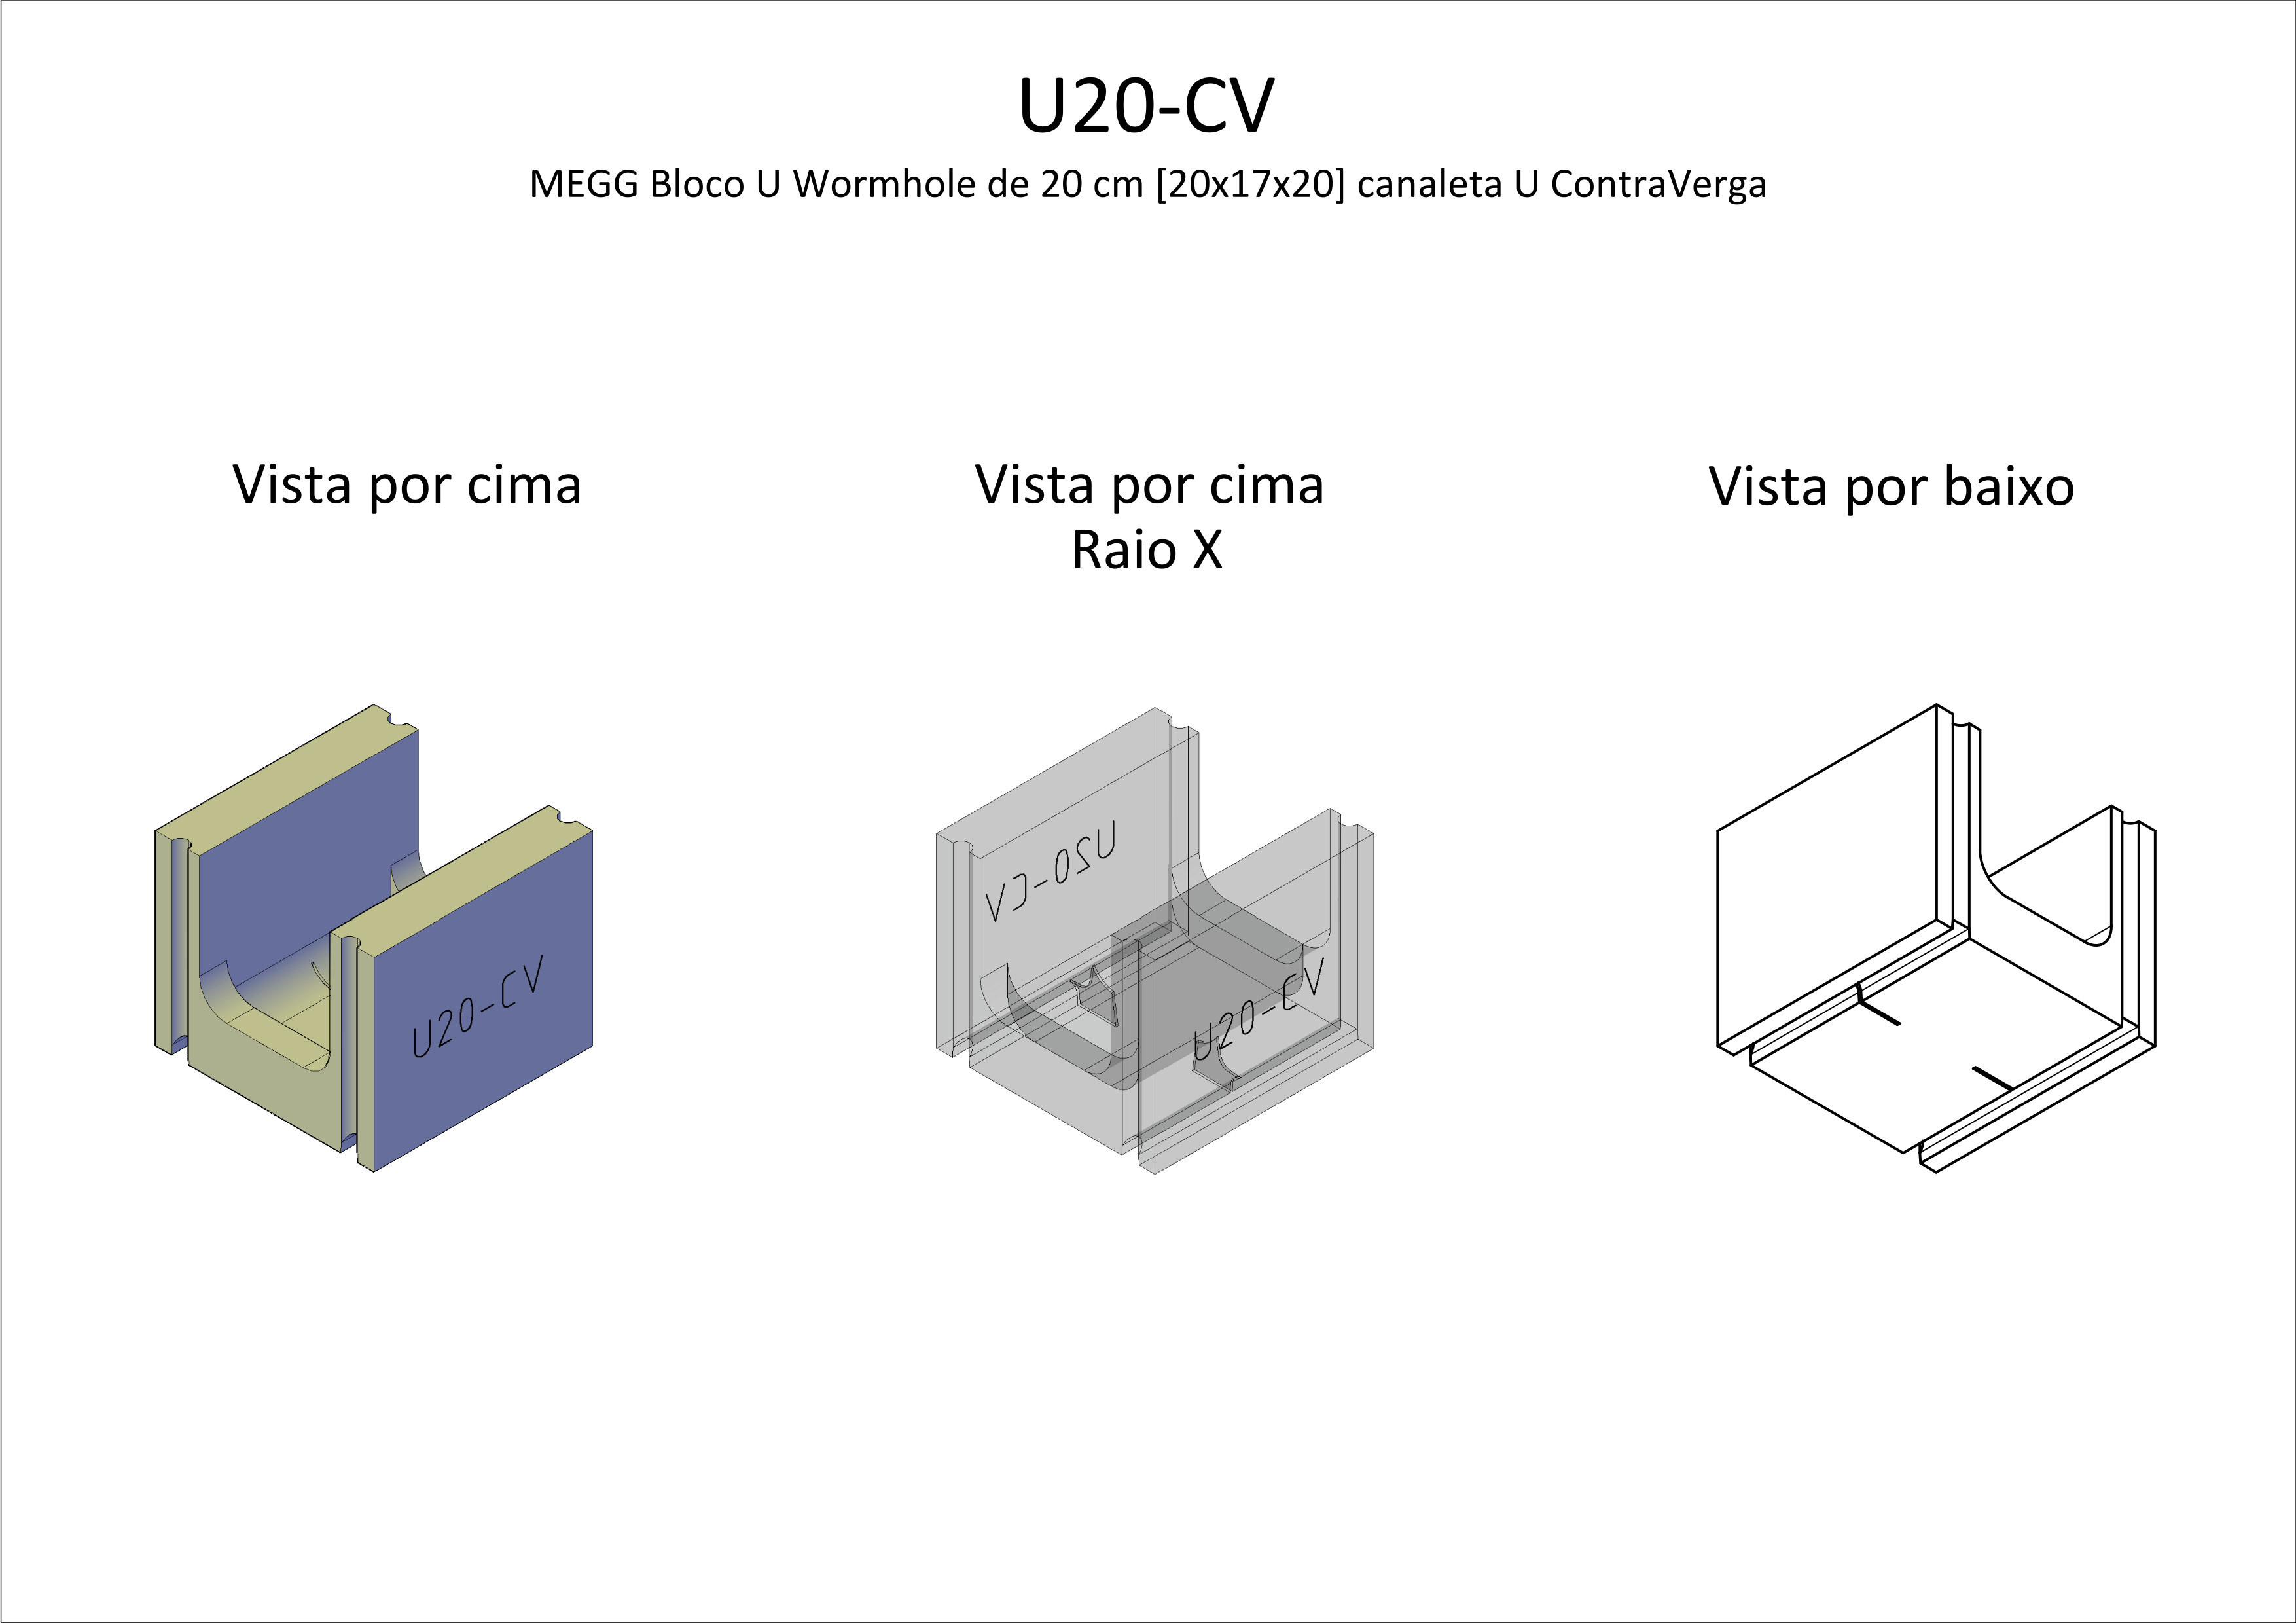 U20-CV
MEGG Bloco U Wormhole de 20 cm [20x17x20] canaleta U ContraVerga
Vista por cima
Vista por cima
Raio X
Vista por baixo
U20-CV
U20-CV
U20-CV